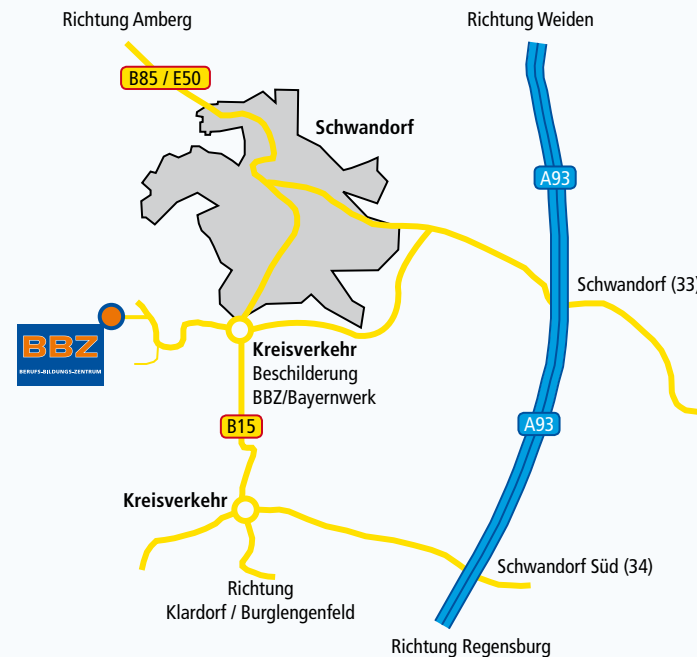 Richtung Amberg
Richtung Weiden
B85 / E50
Schwandorf
A93
Schwandorf (33)
BBZ
BERUFS-BILDUNGS-ZENTRUM
Kreisverkehr
Beschilderung
BBZ/Bayernwerk
B15
A93
Kreisverkehr
Schwandorf Süd (34)
Richtung
Klardorf / Burglengenfeld
Richtung Regensburg